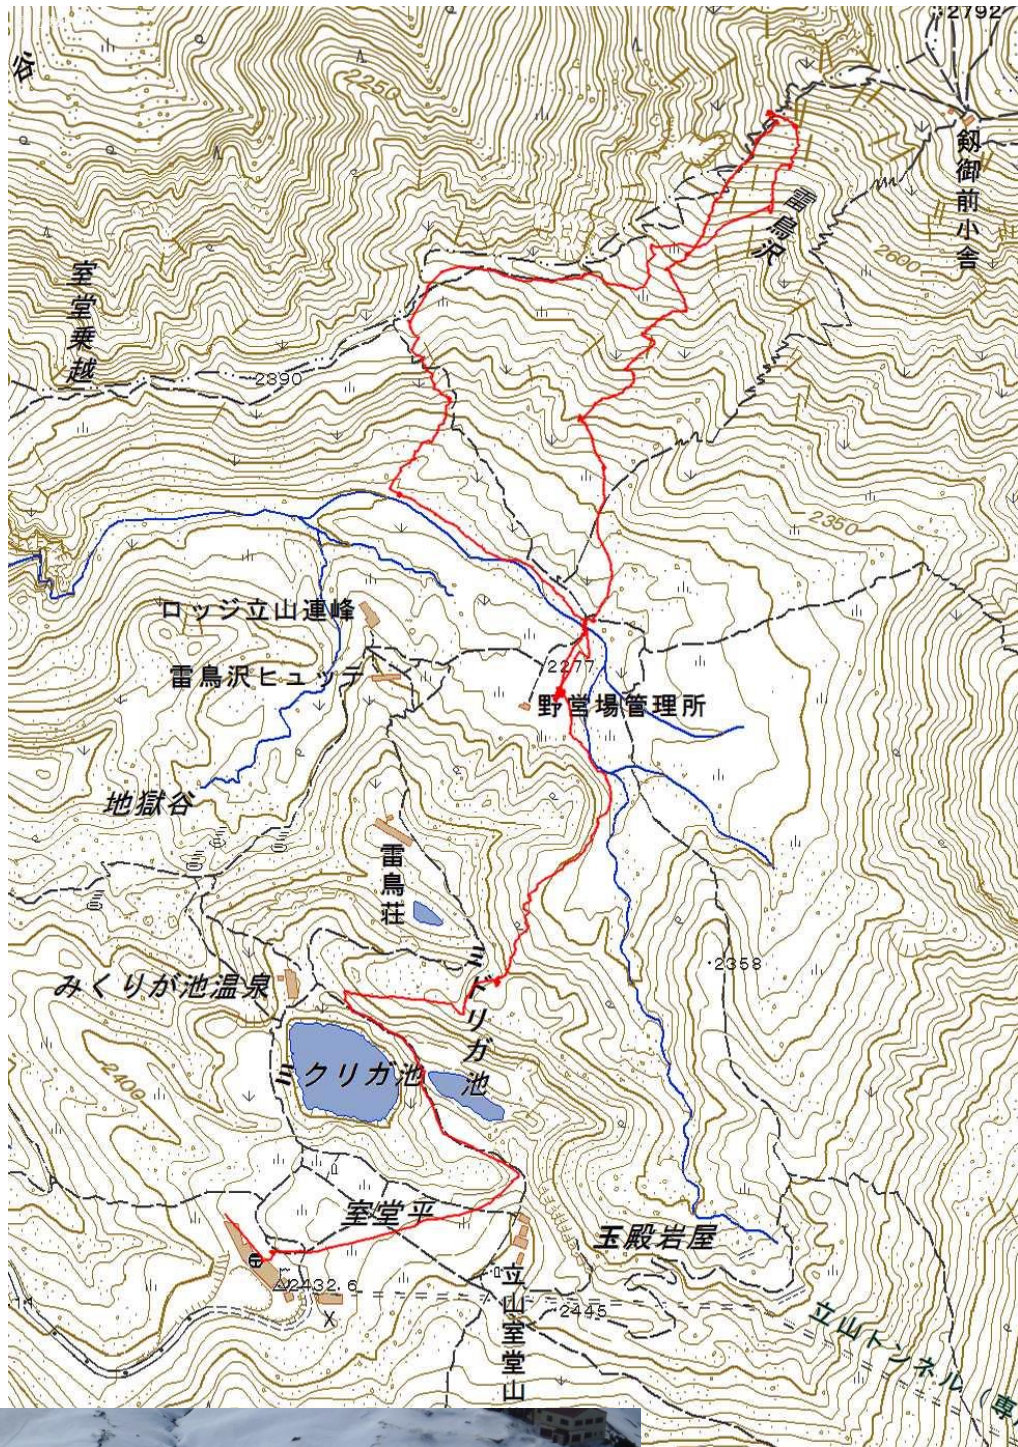 2792
谷
2250
剱御前小舎
雷鳥沢
2600
室堂乗越
2390
2350
ロッジ立山連峰
雷鳥沢ヒュッテ
2277
野営場管理所
地獄谷
雷鳥荘
2358
みくりが池温泉
ミドリガ池
ミクリガ池
2400
室堂平
玉殿岩屋
2432.6
2445
立山室堂山
立山トンネル(専